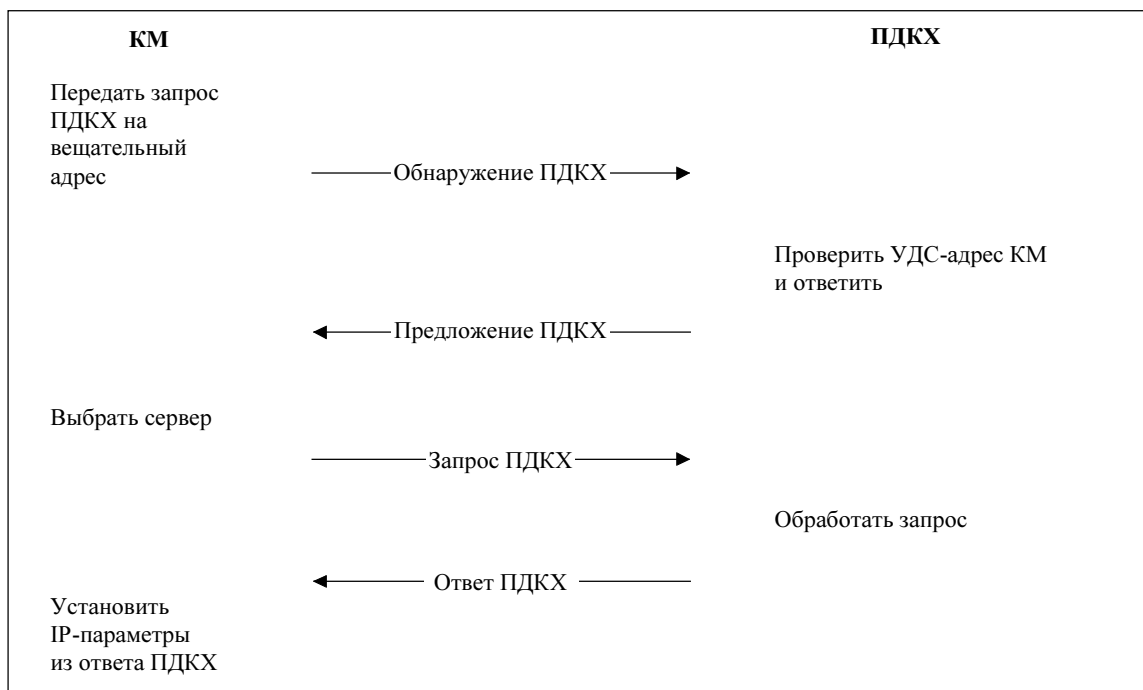 КМ
ПДКХ
Передать запрос
ПДКХ на
вещательный
адрес
Обнаружение ПДКХ
Проверить УДС-адрес КМ
и ответить
Предложение ПДКХ
Выбрать сервер
Запрос ПДКХ
Обработать запрос
Ответ ПДКХ
Установить
IP-параметры
из ответа ПДКХ